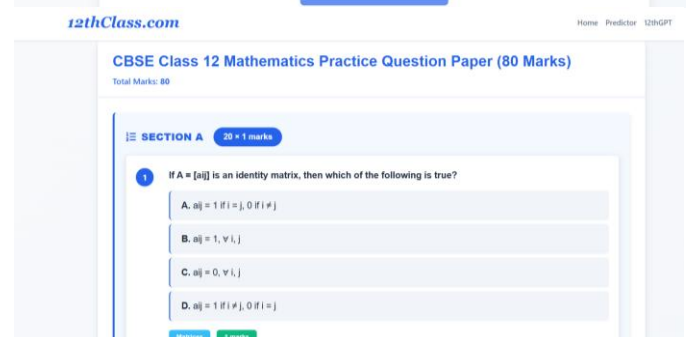 12thClass.com
Home Predictor 12thGPT
CBSE Class 12 Mathematics Practice Question Paper (80 Marks)
Total Marks: 80
SECTION A 20 × 1 marks
1 If A = [aij] is an identity matrix, then which of the following is true?
A. aij = 1 if i = j, 0 if i ≠ j
B. aij = 1, ∀ i, j
C. aij = 0, ∀ i, j
D. aij = 1 if i ≠ j, 0 if i = j